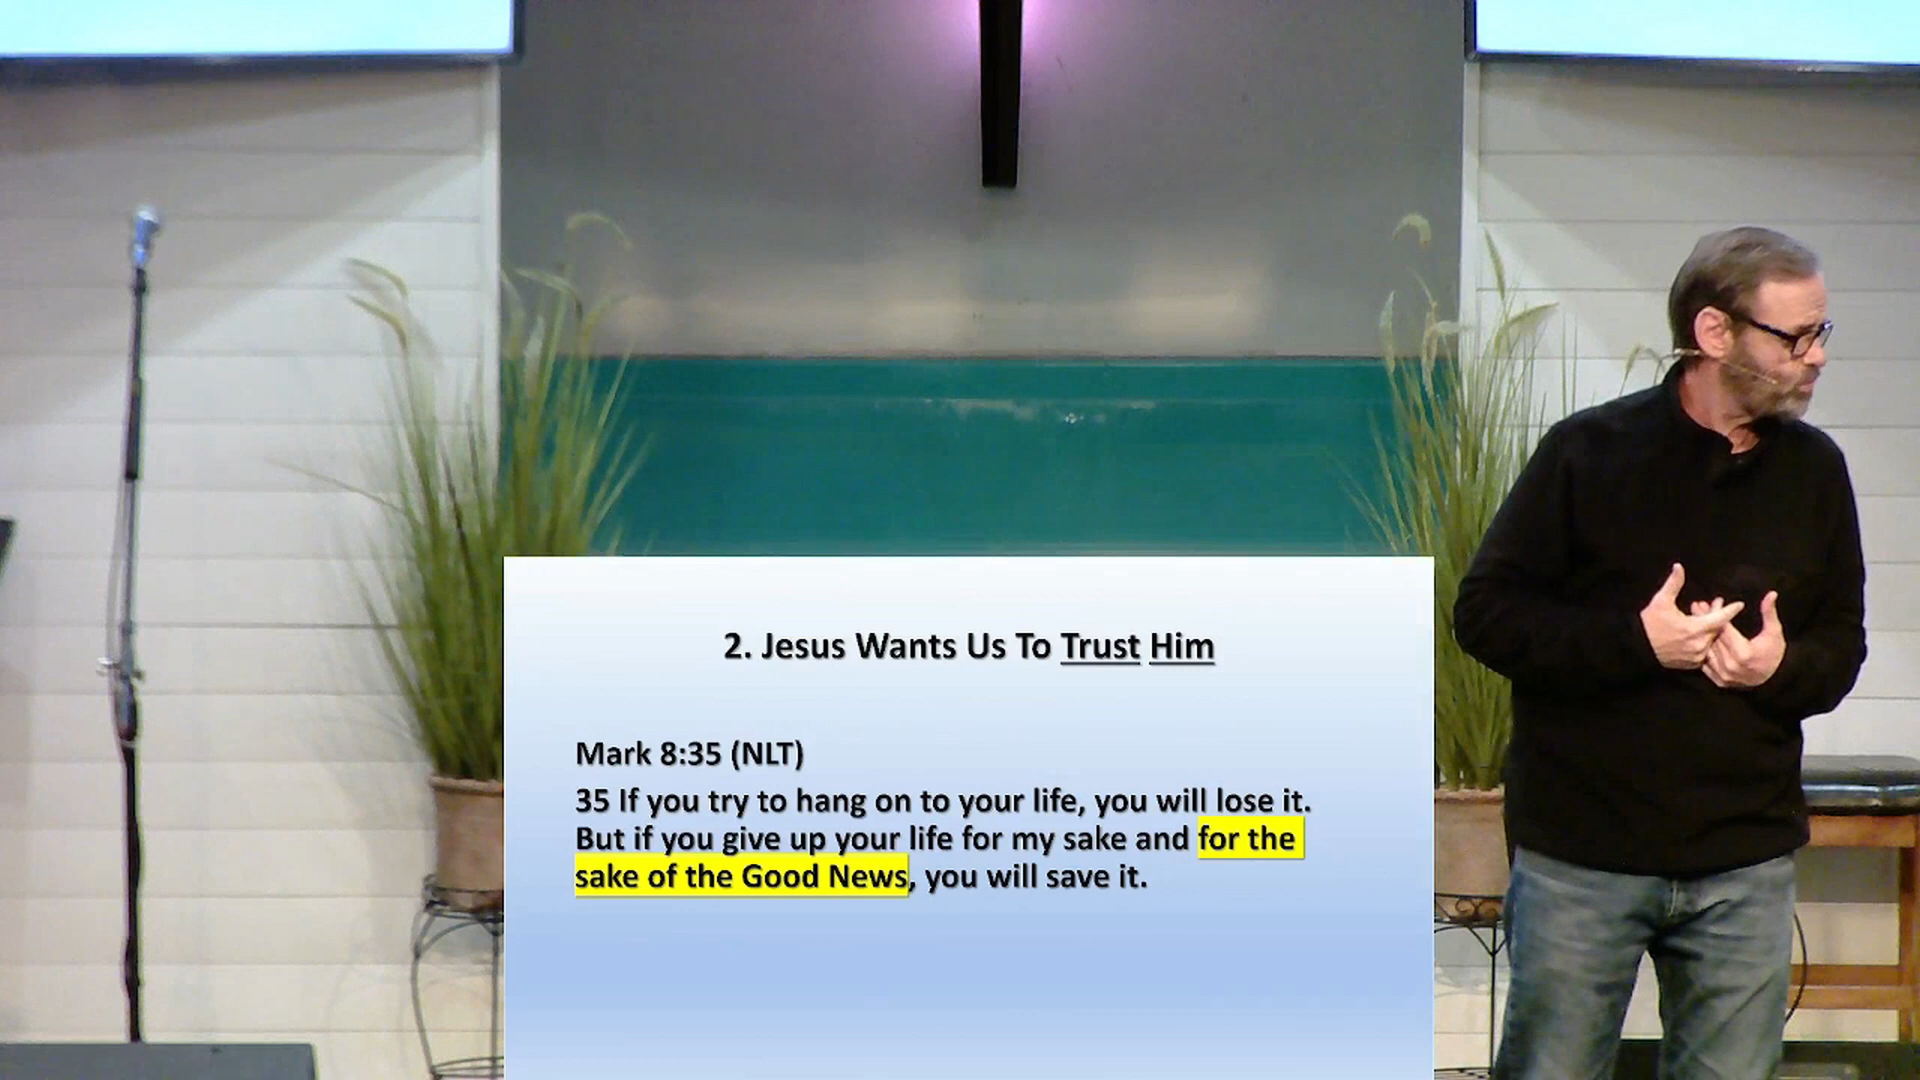 2. Jesus Wants Us To Trust Him
Mark 8:35 (NLT)
35 If you try to hang on to your life, you will lose it.
But if you give up your life for my sake and for the
sake of the Good News, you will save it.